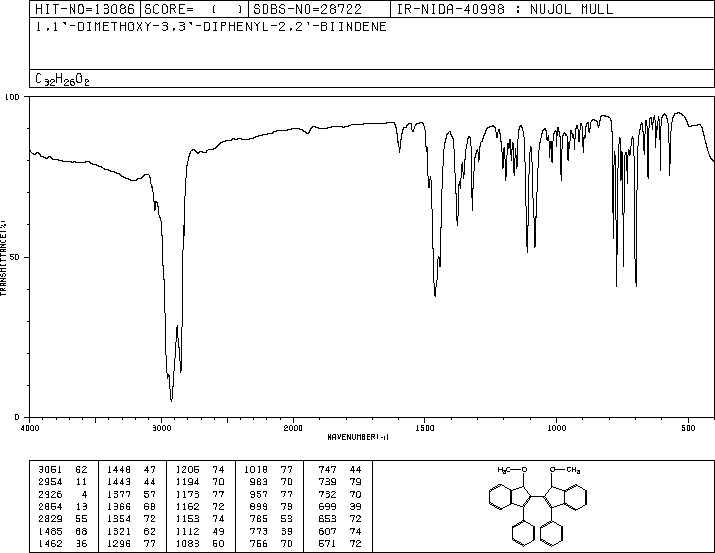 HIT-NO=13086 SCORE= ( ) SDBS-NO=28722 IR-NIDA-40998 : NUJOL MULL
1,1'-DIMETHOXY-3,3'-DIPHENYL-2,2'-BIINDENE
C32H26O2
100
50
0
TRANSMITTANCE(%)
4000 3000 2000 1500 1000 500
WAVENUMBER(-1)
3061 62 1448 47 1206 74 1018 77 747 44
2954 11 1443 44 1194 70 983 70 739 79
2926 4 1377 57 1173 77 957 77 732 70
2854 13 1366 68 1162 72 899 79 699 39
2829 55 1354 72 1153 74 785 53 653 72
1485 68 1321 62 1112 49 773 39 607 74
1462 36 1296 77 1083 50 766 70 571 72
H3C O O CH3